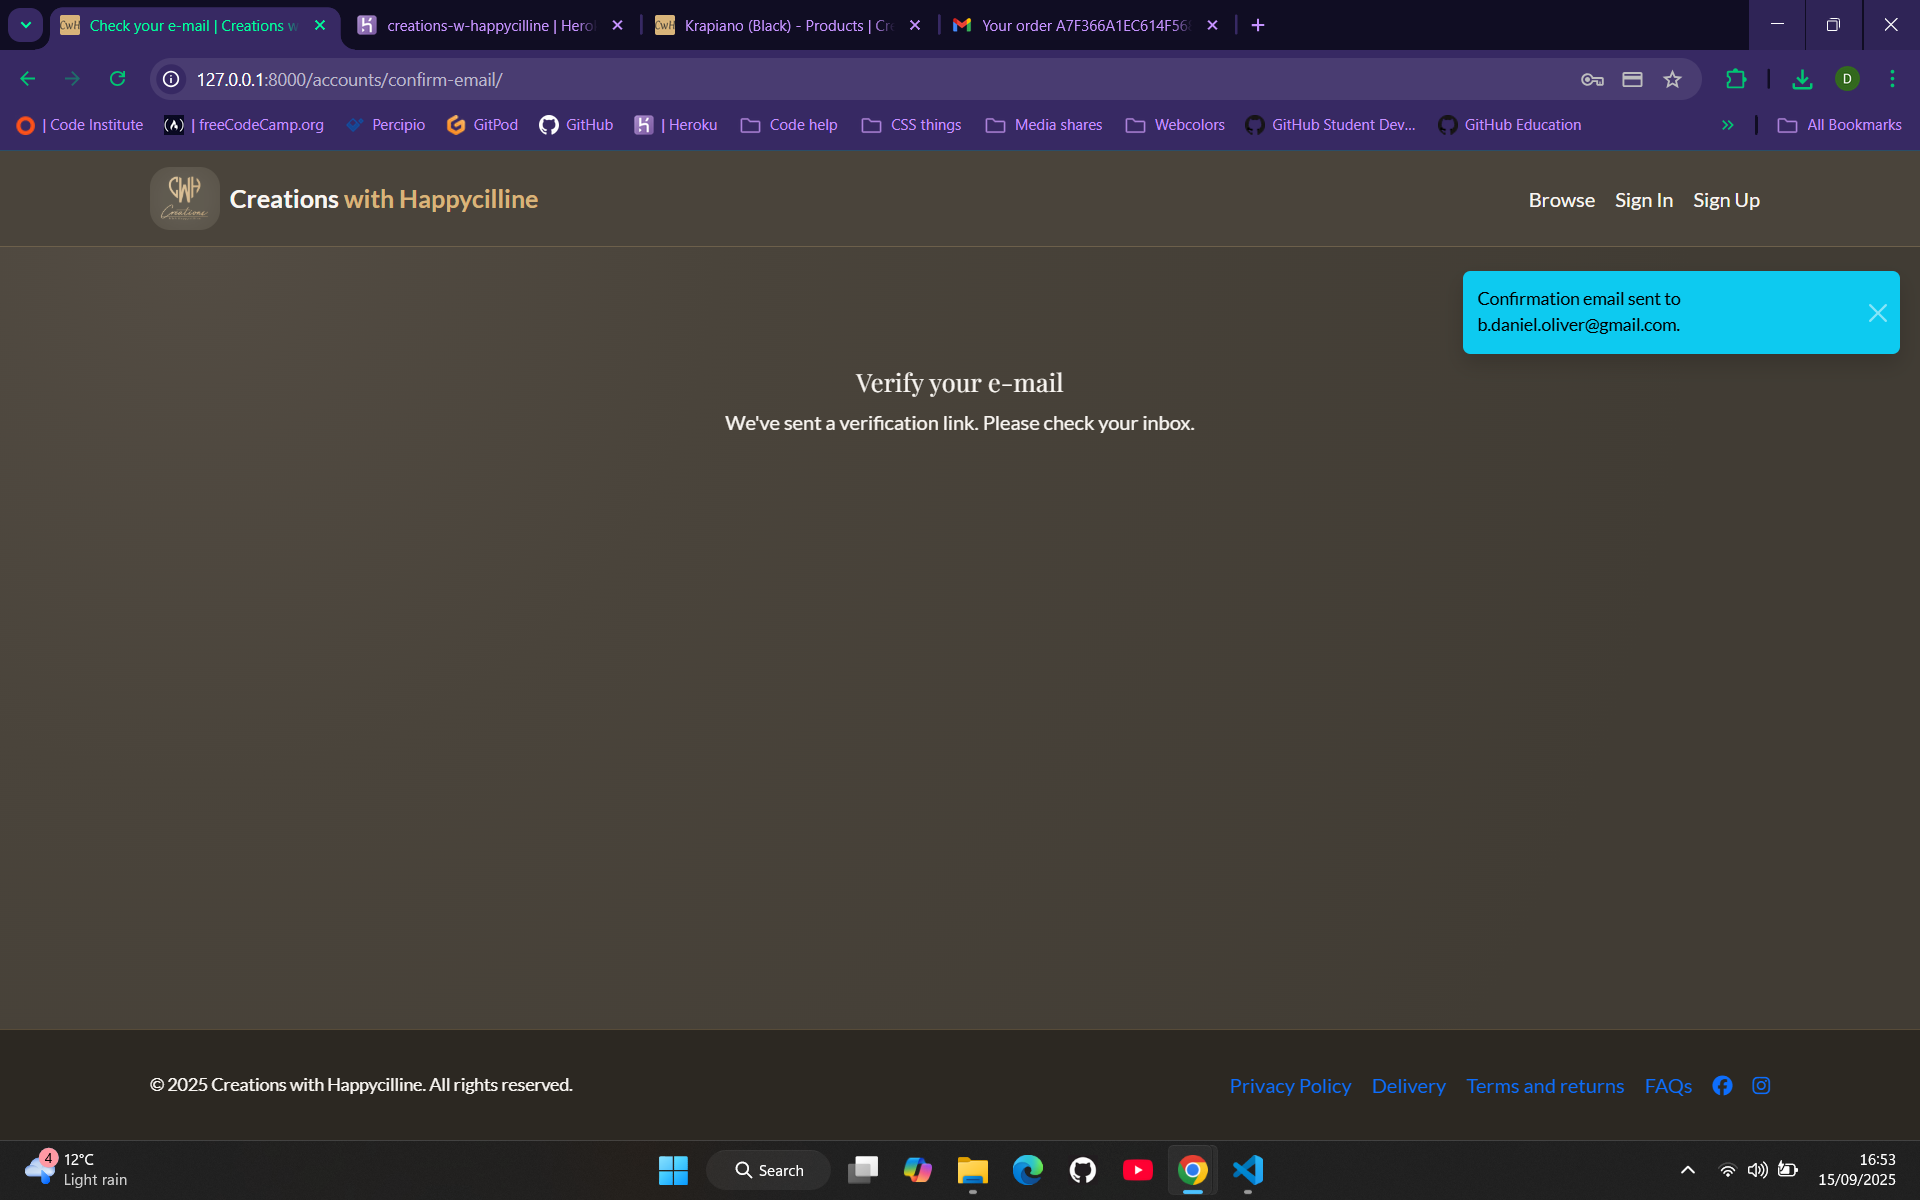 Check your e-mail | Creations w
creations-w-happycilline | Hero
Krapiano (Black) - Products | Cr
Your order A7F366A1EC614F56
127.0.0.1:8000/accounts/confirm-email/
D
| Code Institute
| freeCodeCamp.org
Percipio
GitPod
GitHub
| Heroku
Code help
CSS things
Media shares
Webcolors
GitHub Student Dev...
GitHub Education
All Bookmarks
CWH
Creations
Creations with Happycilline
Browse
Sign In
Sign Up
Confirmation email sent to
b.daniel.oliver@gmail.com.
Verify your e-mail
We've sent a verification link. Please check your inbox.
© 2025 Creations with Happycilline. All rights reserved.
Privacy Policy
Delivery
Terms and returns
FAQs
4
12°C
Light rain
Search
16:53
15/09/2025